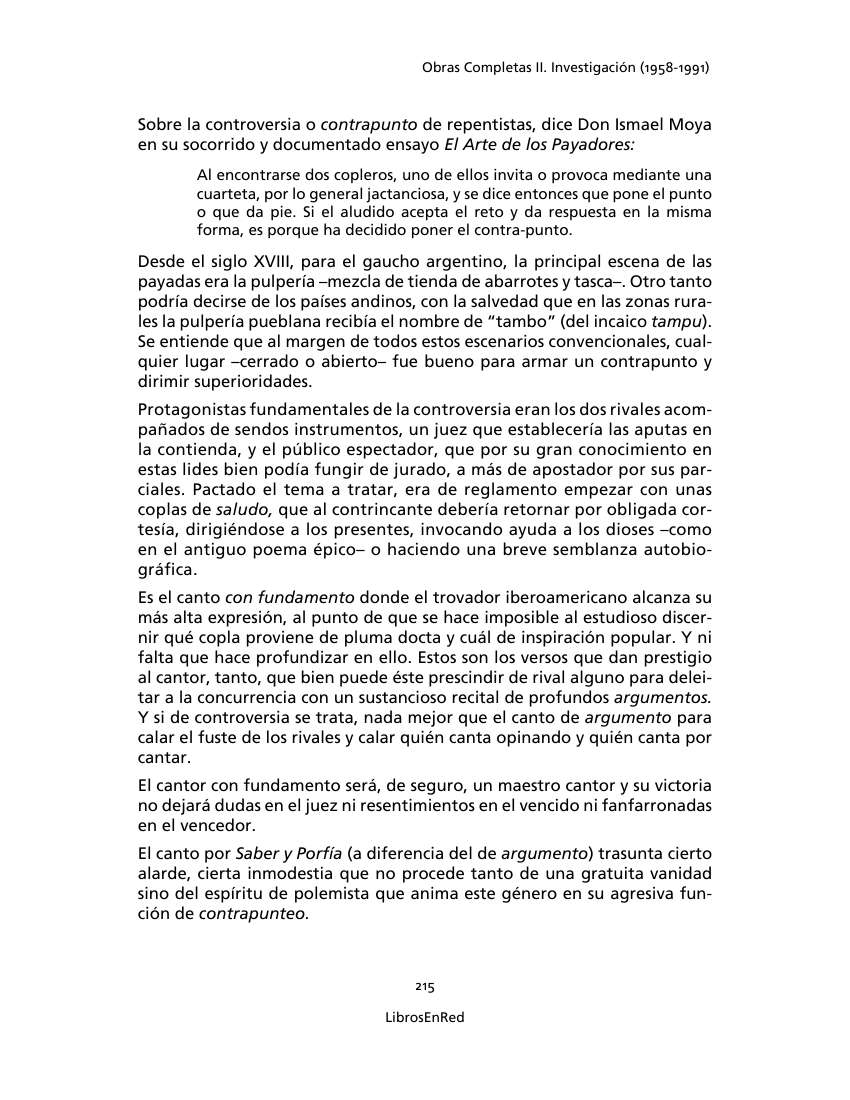 Obras Completas II. Investigación (1958-1991)
Sobre la controversia o contrapunto de repentistas, dice Don Ismael Moya
en su socorrido y documentado ensayo El Arte de los Payadores:
Al encontrarse dos copleros, uno de ellos invita o provoca mediante una
cuarteta, por lo general jactanciosa, y se dice entonces que pone el punto
o que da pie. Si el aludido acepta el reto y da respuesta en la misma
forma, es porque ha decidido poner el contra-punto.
Desde el siglo XVIII, para el gaucho argentino, la principal escena de las
payadas era la pulpería –mezcla de tienda de abarrotes y tasca–. Otro tanto
podría decirse de los países andinos, con la salvedad que en las zonas rura-
les la pulpería pueblana recibía el nombre de “tambo” (del incaico tampu).
Se entiende que al margen de todos estos escenarios convencionales, cual-
quier lugar –cerrado o abierto– fue bueno para armar un contrapunto y
dirimir superioridades.
Protagonistas fundamentales de la controversia eran los dos rivales acom-
pañados de sendos instrumentos, un juez que establecería las aputas en
la contienda, y el público espectador, que por su gran conocimiento en
estas lides bien podía fungir de jurado, a más de apostador por sus par-
ciales. Pactado el tema a tratar, era de reglamento empezar con unas
coplas de saludo, que al contrincante debería retornar por obligada cor-
tesía, dirigiéndose a los presentes, invocando ayuda a los dioses –como
en el antiguo poema épico– o haciendo una breve semblanza autobio-
gráfica.
Es el canto con fundamento donde el trovador iberoamericano alcanza su
más alta expresión, al punto de que se hace imposible al estudioso discer-
nir qué copla proviene de pluma docta y cuál de inspiración popular. Y ni
falta que hace profundizar en ello. Estos son los versos que dan prestigio
al cantor, tanto, que bien puede éste prescindir de rival alguno para delei-
tar a la concurrencia con un sustancioso recital de profundos argumentos.
Y si de controversia se trata, nada mejor que el canto de argumento para
calar el fuste de los rivales y calar quién canta opinando y quién canta por
cantar.
El cantor con fundamento será, de seguro, un maestro cantor y su victoria
no dejará dudas en el juez ni resentimientos en el vencido ni fanfarronadas
en el vencedor.
El canto por Saber y Porfía (a diferencia del de argumento) trasunta cierto
alarde, cierta inmodestia que no procede tanto de una gratuita vanidad
sino del espíritu de polemista que anima este género en su agresiva fun-
ción de contrapunteo.
215
LibrosEnRed